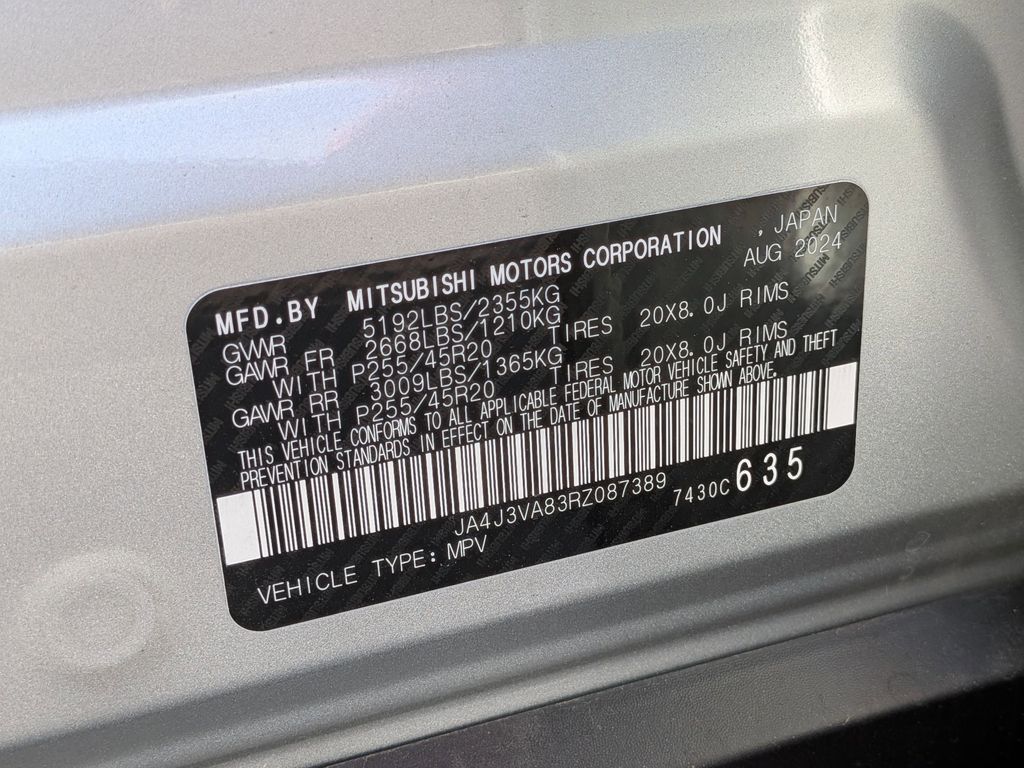 MFD.BY MITSUBISHI MOTORS CORPORATION , JAPAN
AUG 2024
GVWR 5192LBS/2355KG
GAWR FR 2668LBS/1210KG
WITH P255/45R20 TIRES 20X8.0J RIMS
GAWR RR 3009LBS/1365KG
WITH P255/45R20 TIRES 20X8.0J RIMS
THIS VEHICLE CONFORMS TO ALL APPLICABLE FEDERAL MOTOR VEHICLE SAFETY AND THEFT
PREVENTION STANDARDS IN EFFECT ON THE DATE OF MANUFACTURE SHOWN ABOVE.
JA4J3VA83RZ087389 7430C 635
VEHICLE TYPE: MPV